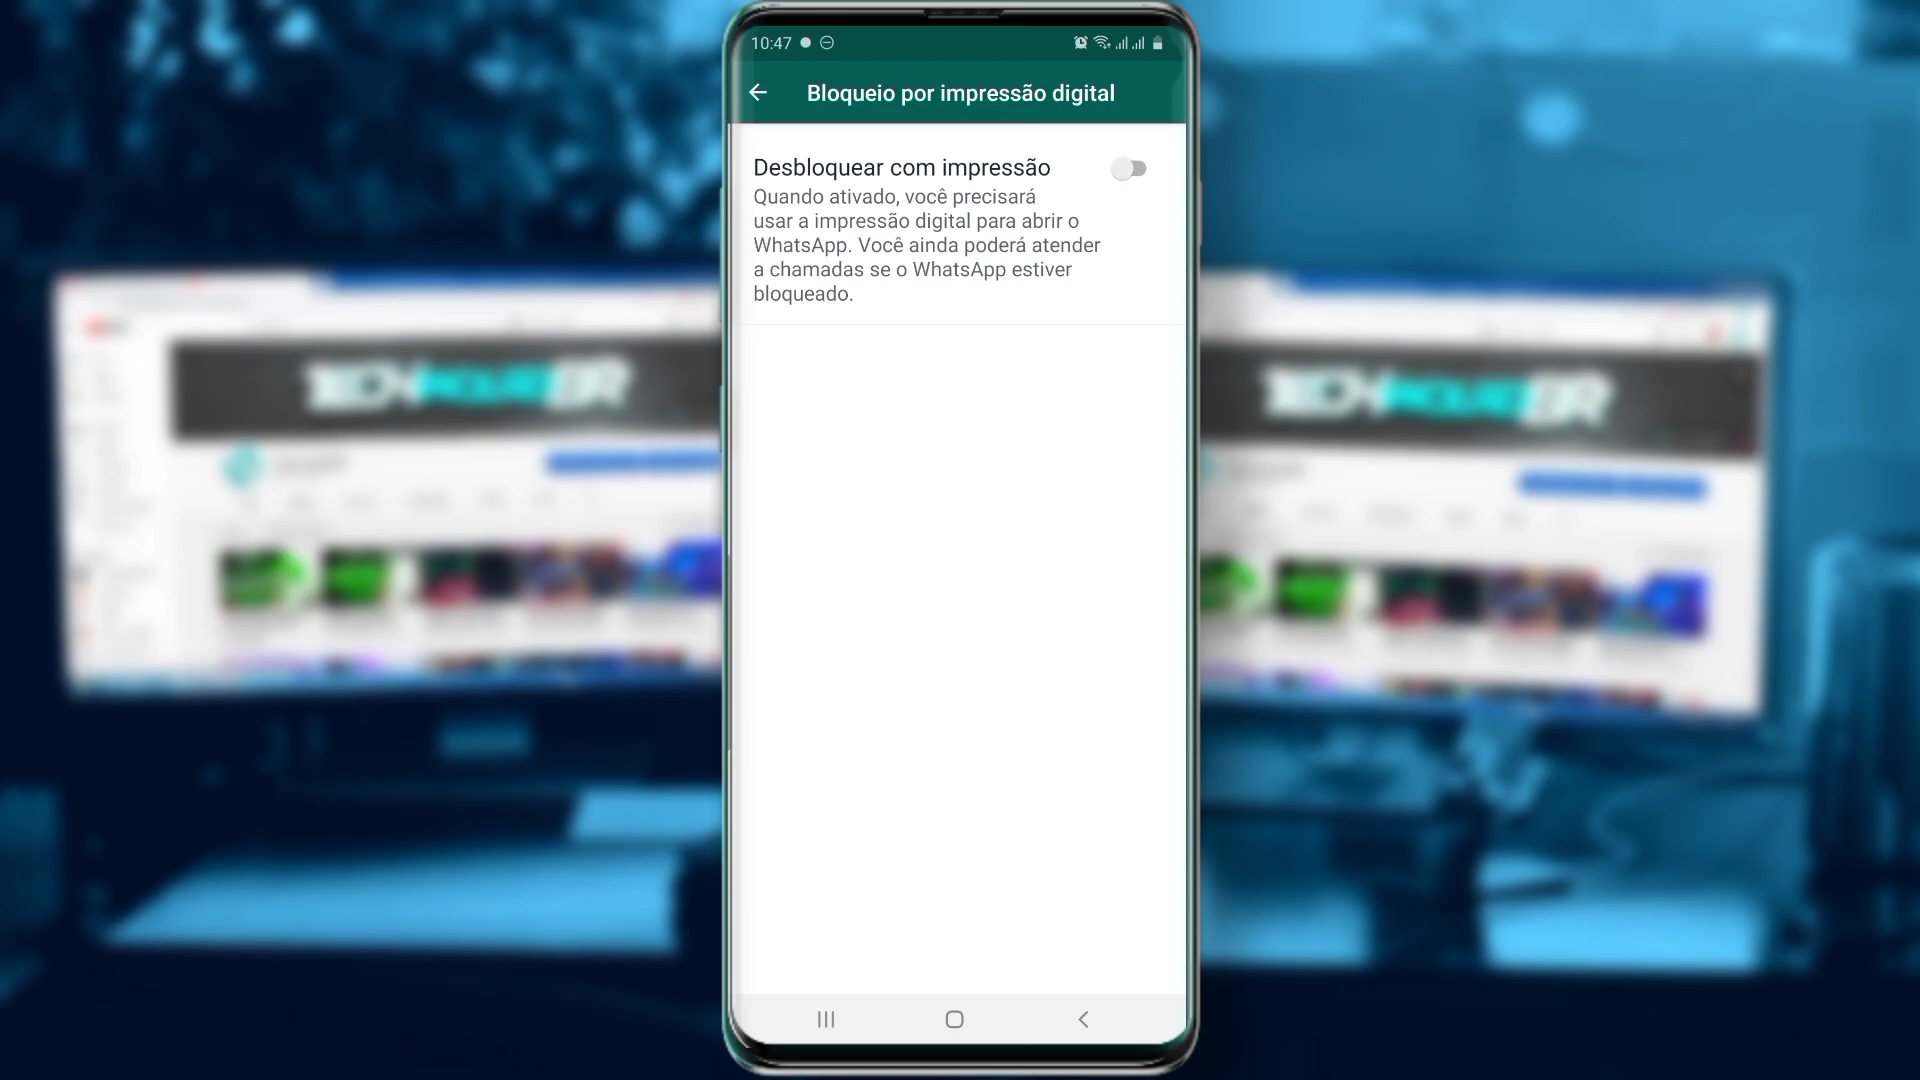 10:47
Bloqueio por impressão digital
Desbloquear com impressão
Quando ativado, você precisará
usar a impressão digital para abrir o
WhatsApp. Você ainda poderá atender
a chamadas se o WhatsApp estiver
bloqueado.